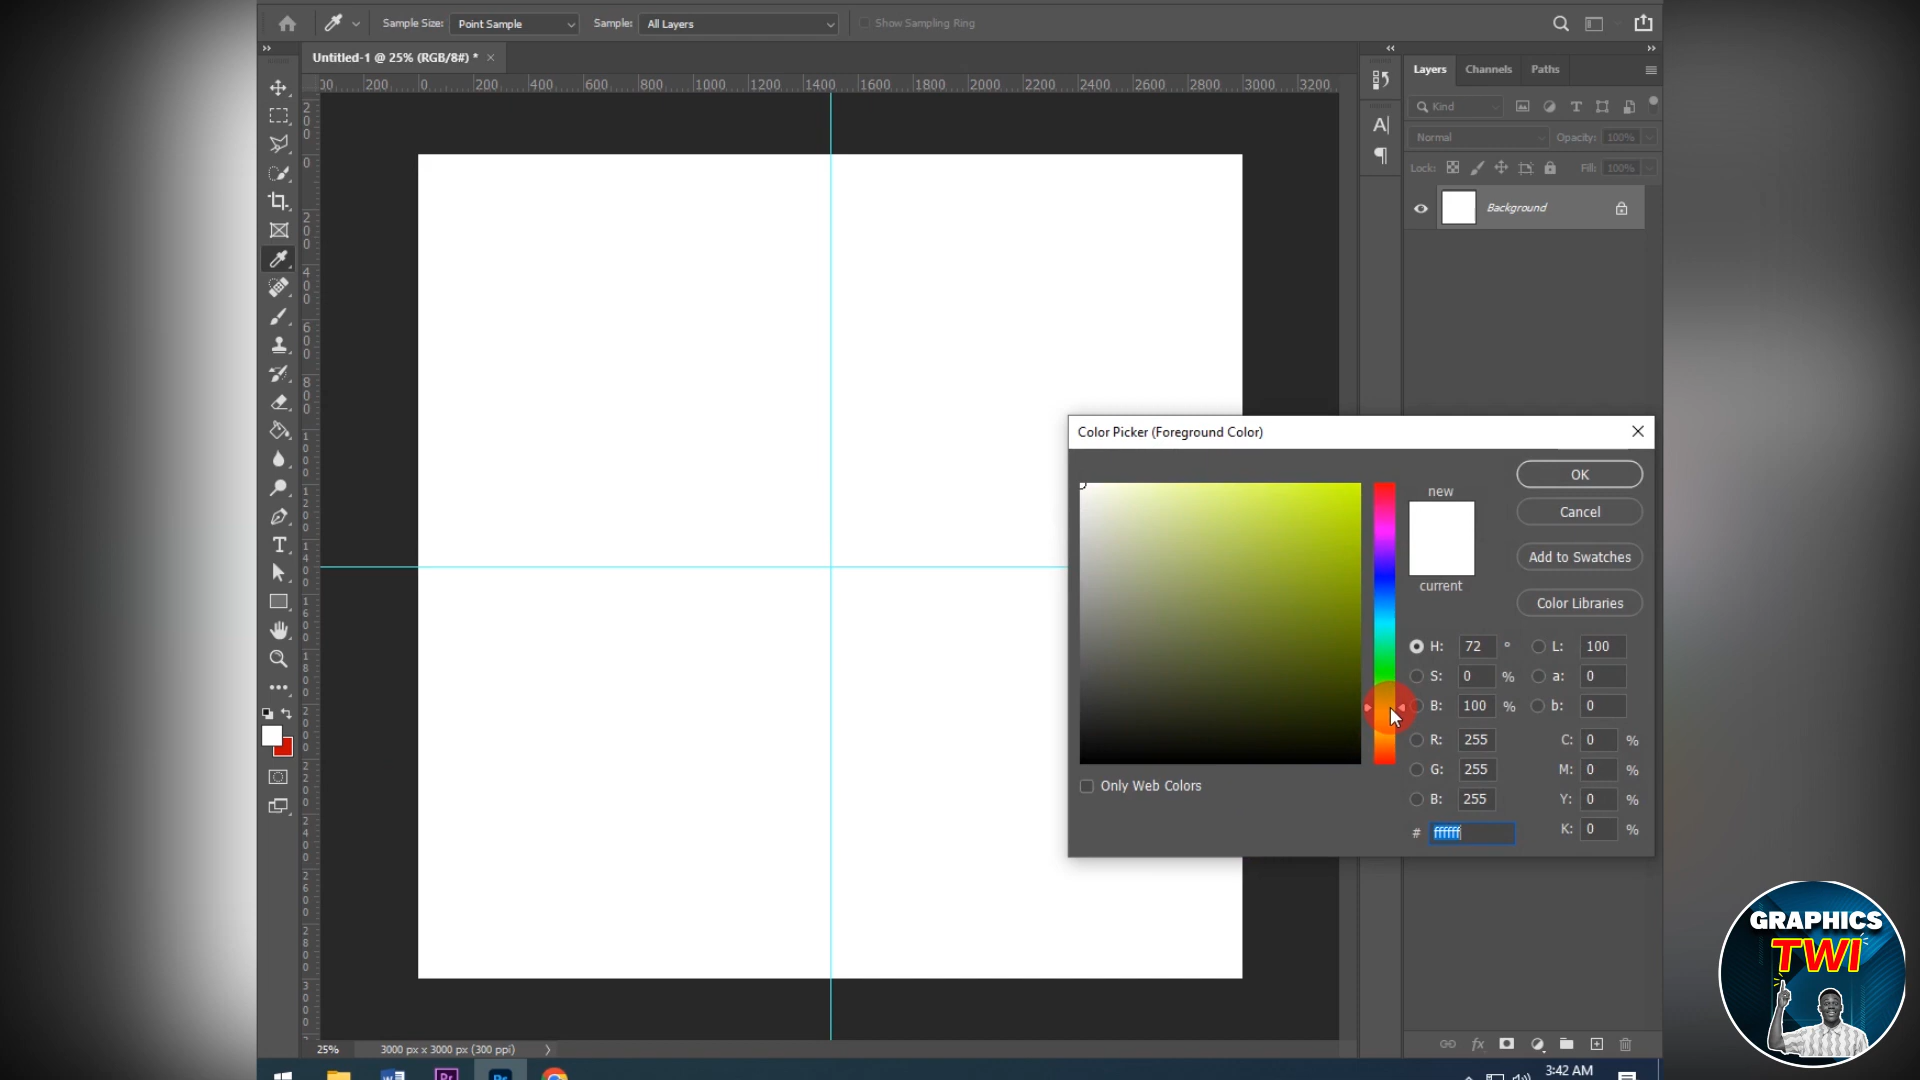 Sample Size: Point Sample Sample: All Layers Show Sampling Ring
Untitled-1 @ 25% (RGB/8#) * ×
200 0 200 400 600 800 1000 1200 1400 1600 1800 2000 2200 2400 2600 2800 3000 3200
Layers Channels Paths
Kind
Normal Opacity: 100%
Lock: Fill: 100%
Background
Color Picker (Foreground Color)
new
current
OK
Cancel
Add to Swatches
Color Libraries
H: 72 ° L: 100
S: 0 % a: 0
B: 100 % b: 0
R: 255 C: 0 %
G: 255 M: 0 %
B: 255 Y: 0 %
# ffffff K: 0 %
Only Web Colors
25% 3000 px x 3000 px (300 ppi)
3:42 AM
GRAPHICS
TWI